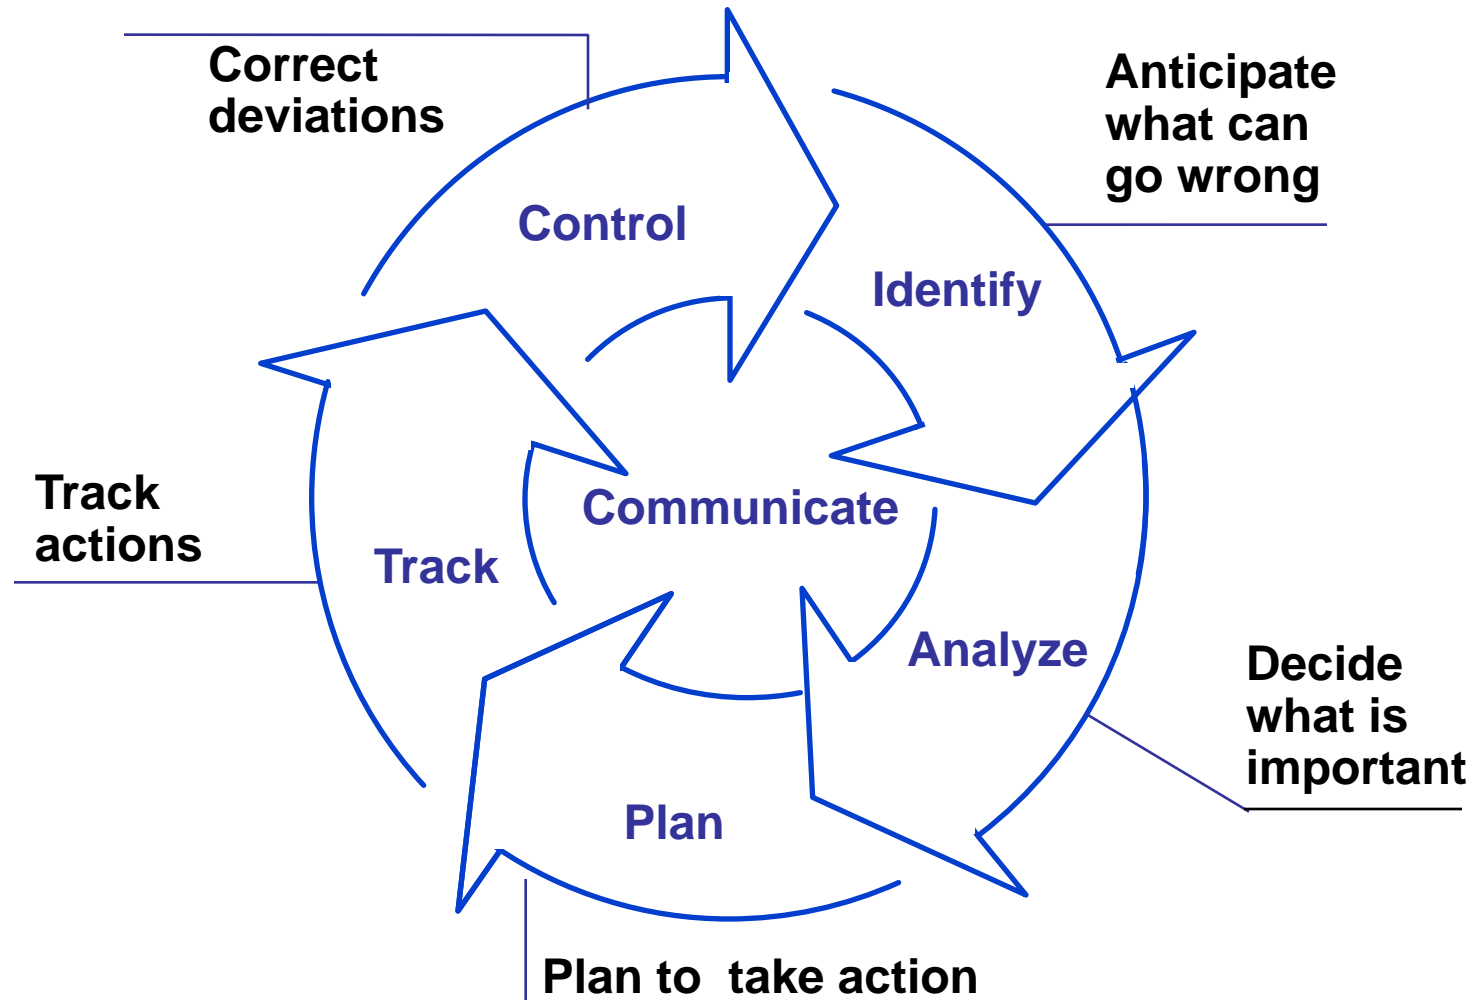 Correct
deviations
Anticipate
what can
go wrong
Control
Identify
Track
actions
Communicate
Track
Analyze
Decide
what is
important
Plan
Plan to  take action